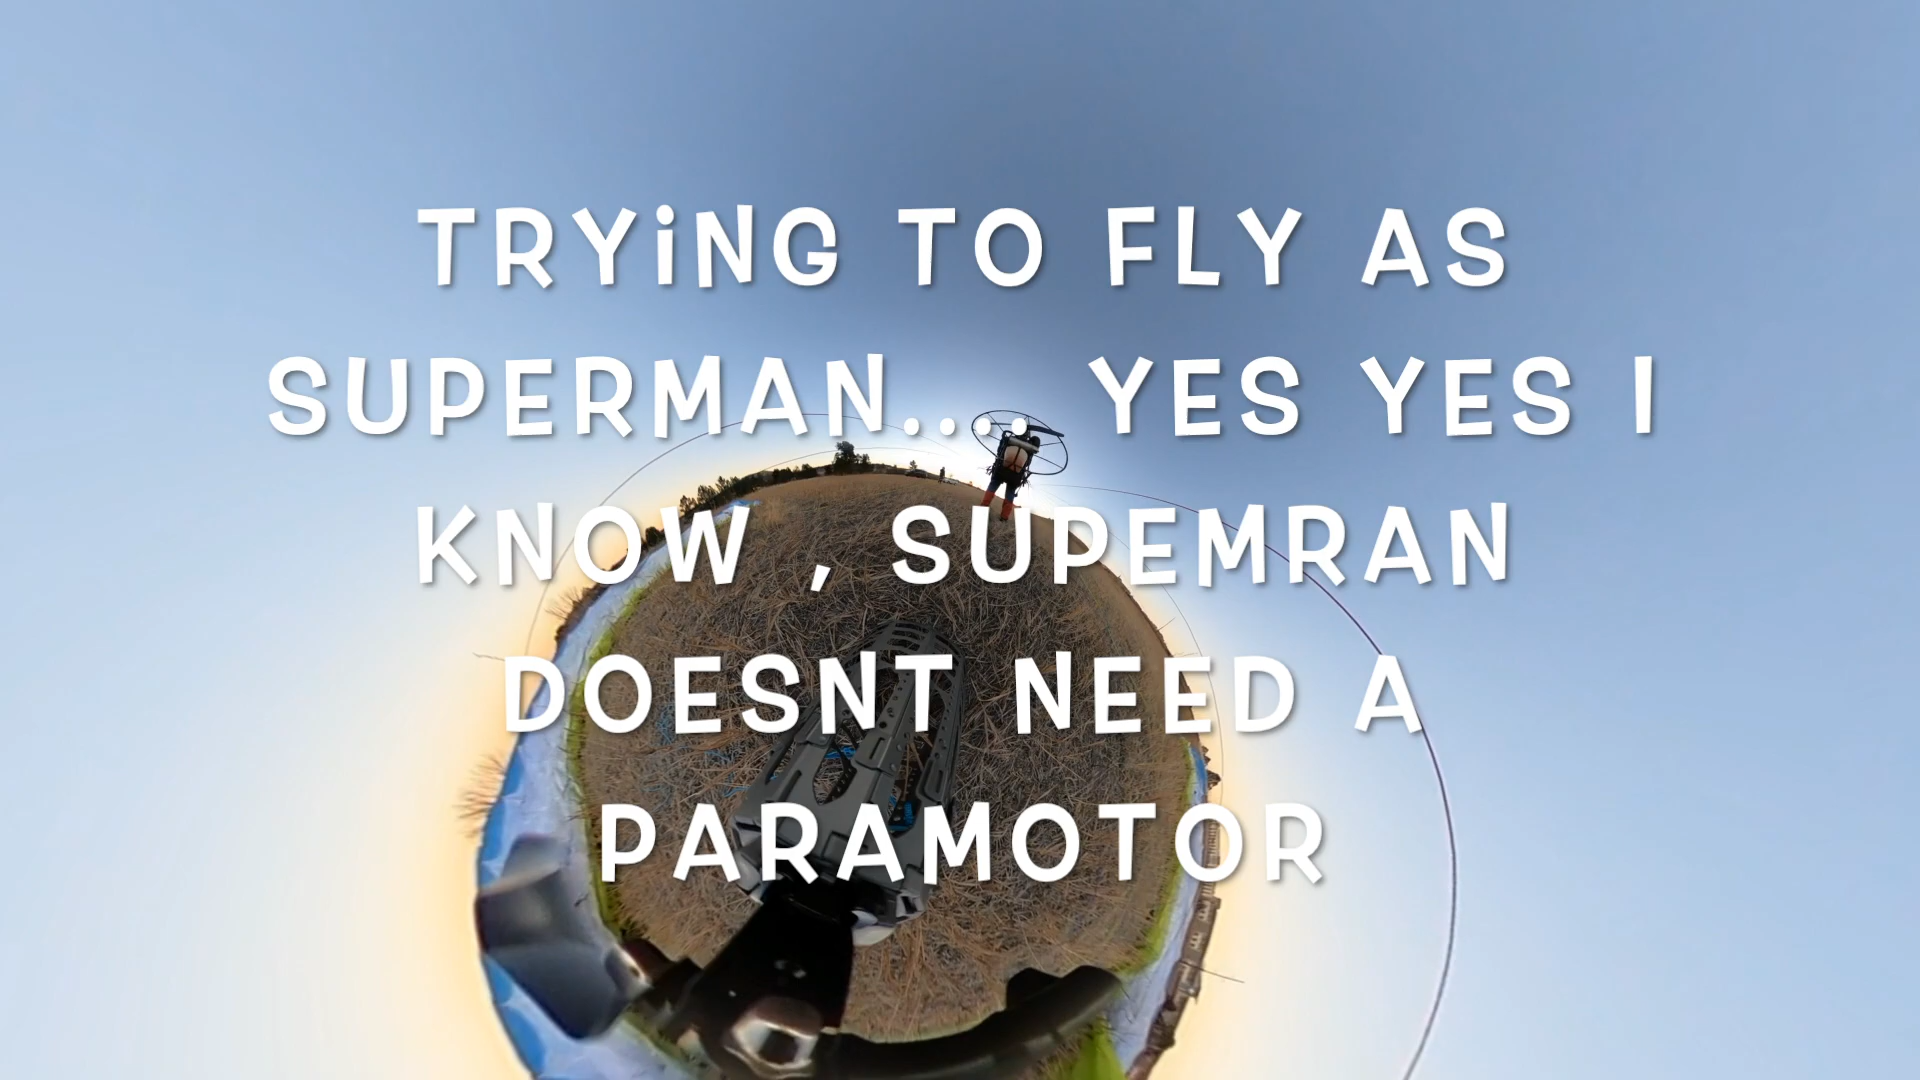 TRYING TO FLY AS
SUPERMAN.... YES YES I
KNOW , SUPEMRAN
DOESNT NEED A
PARAMOTOR